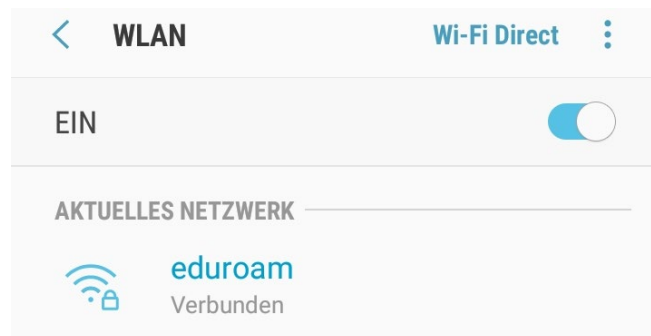 WLAN Wi-Fi Direct
EIN
AKTUELLES NETZWERK
eduroam
Verbunden